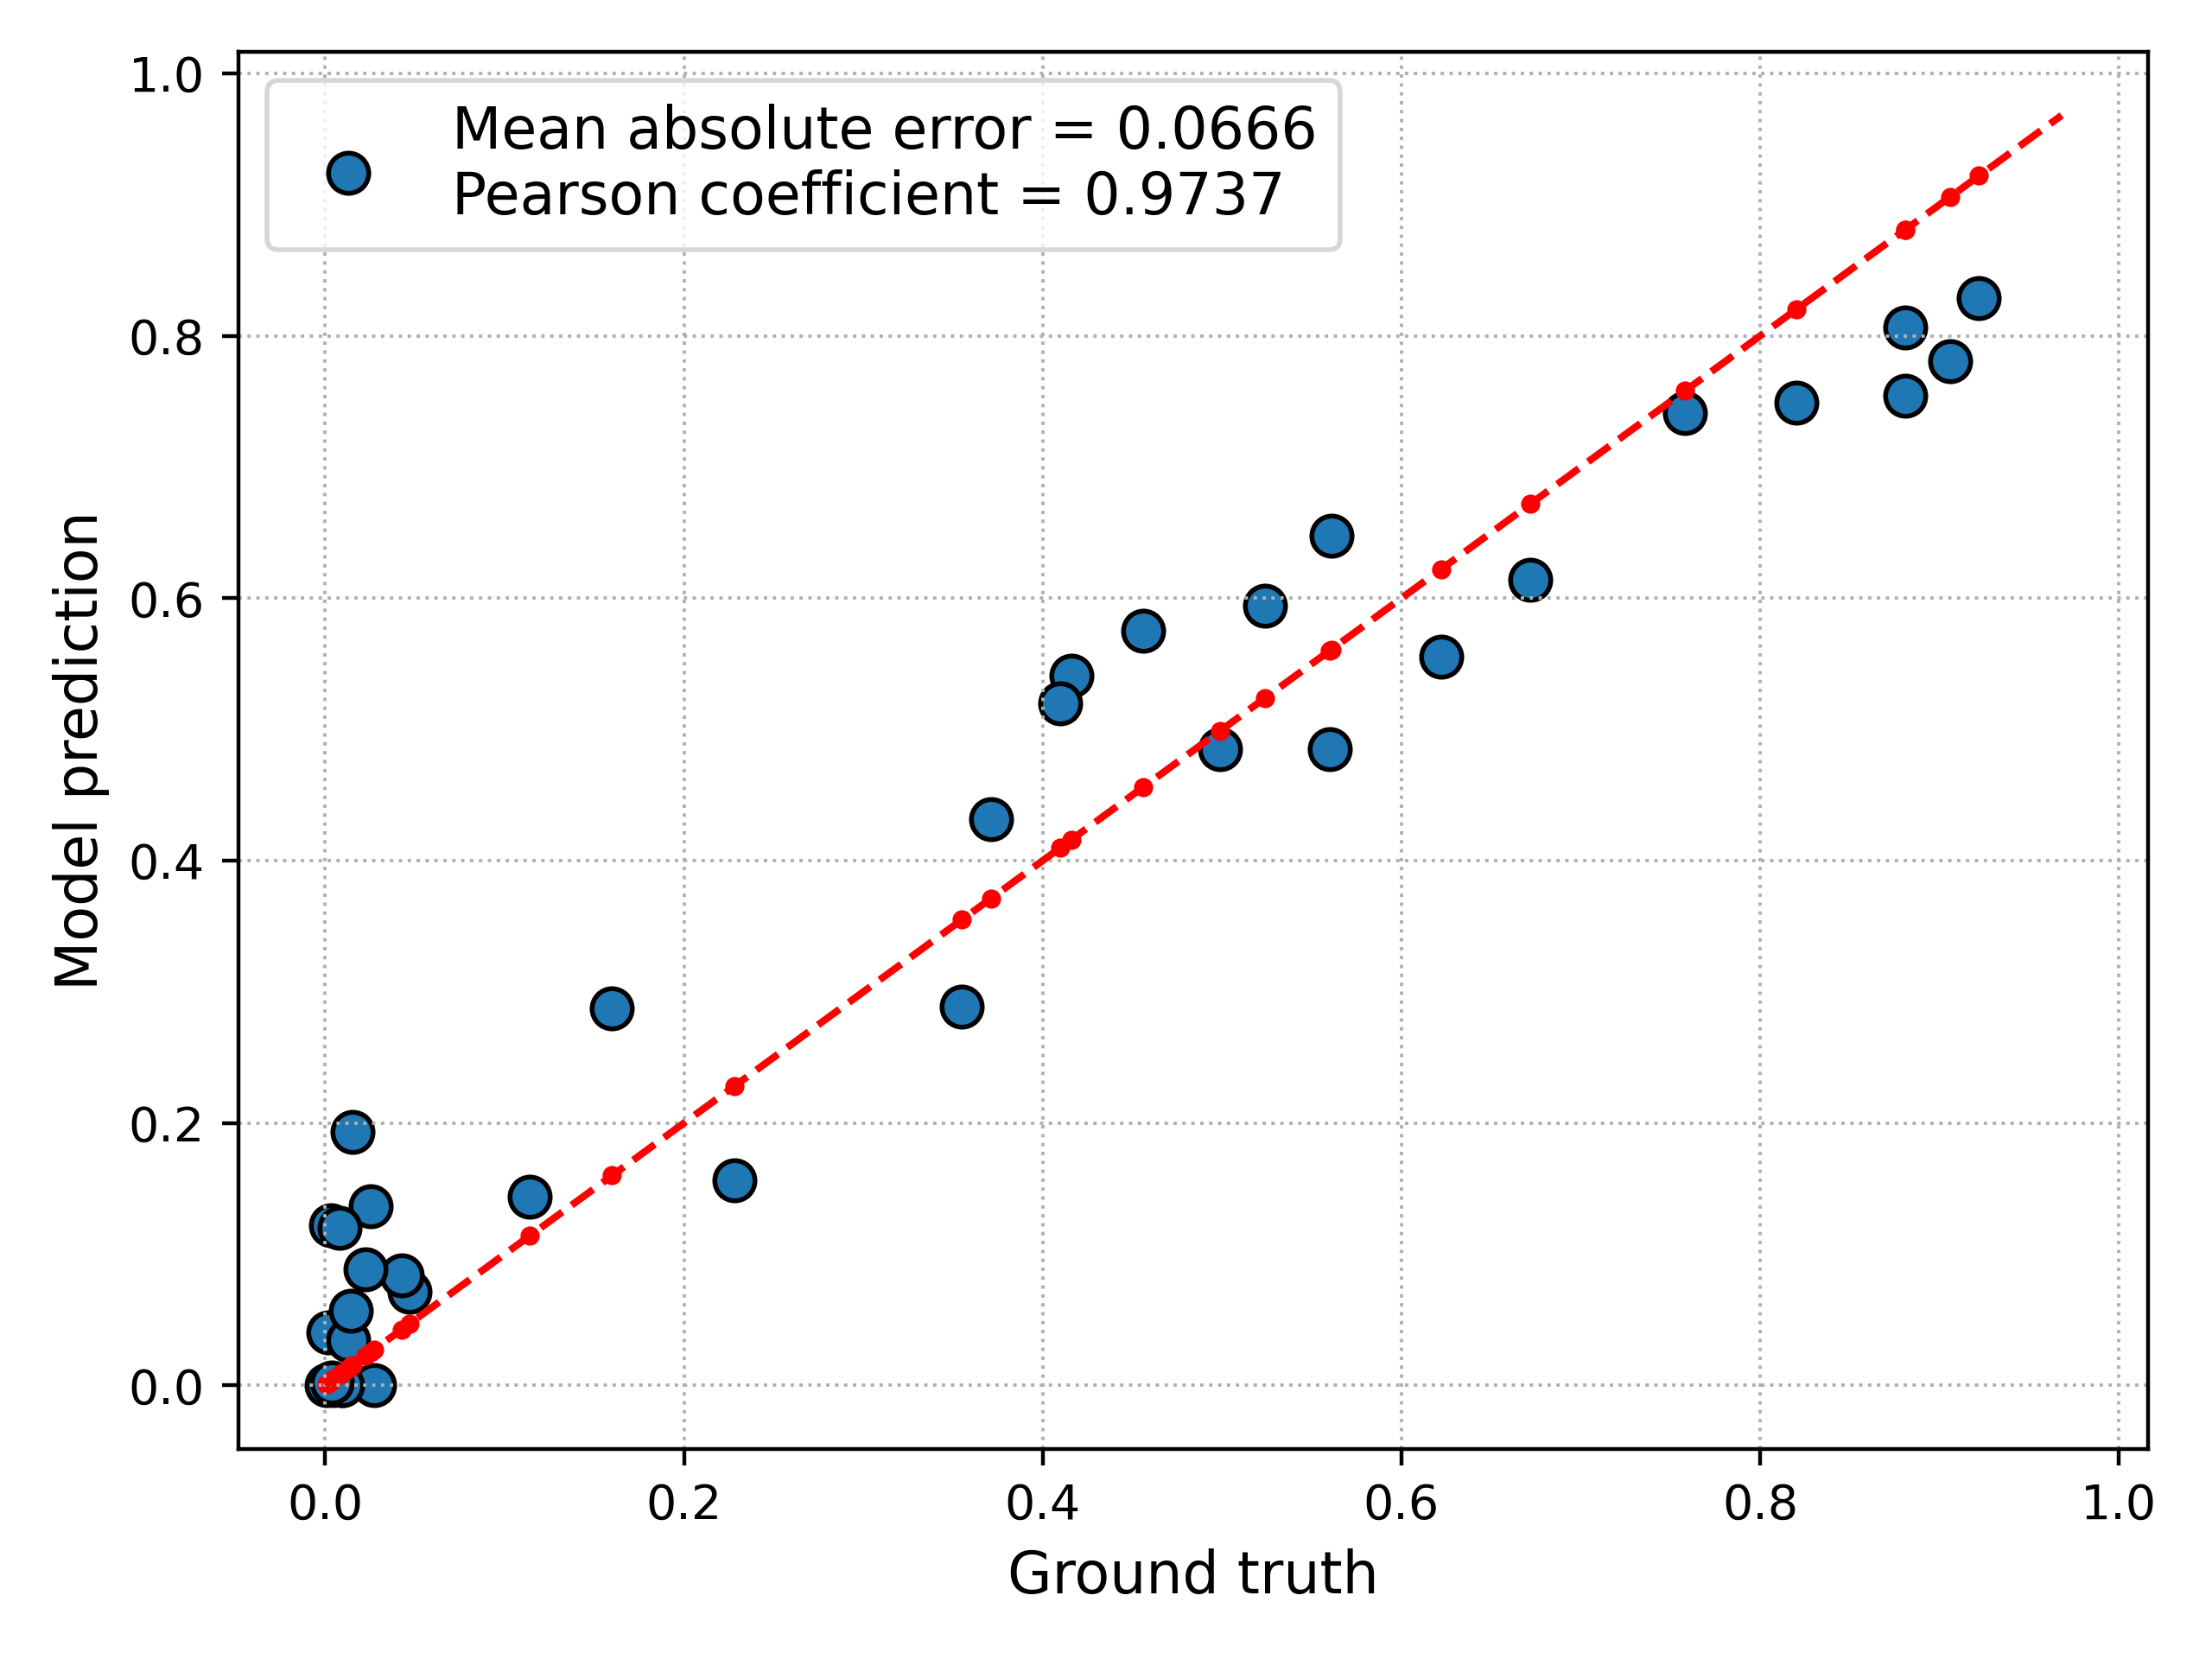 Mean absolute error = 0.0666
Pearson coefficient = 0.9737
1.0
0.8
0.6
0.4
0.2
0.0
Model prediction
0.0 0.2 0.4 0.6 0.8 1.0
Ground truth